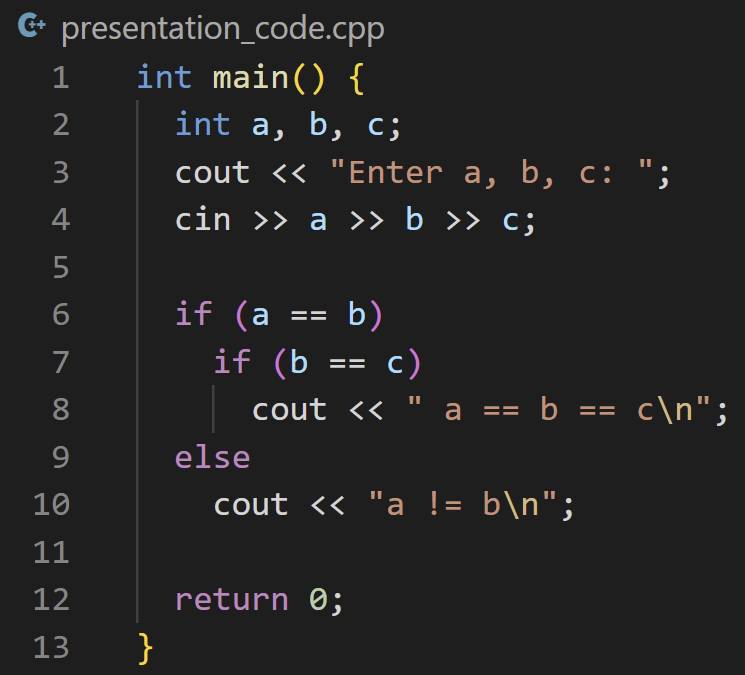 presentation_code.cpp
1 int main() {
2   int a, b, c;
3   cout << "Enter a, b, c: ";
4   cin >> a >> b >> c;
5
6   if (a == b)
7     if (b == c)
8       cout << " a == b == c\n";
9   else
10     cout << "a != b\n";
11
12   return 0;
13 }